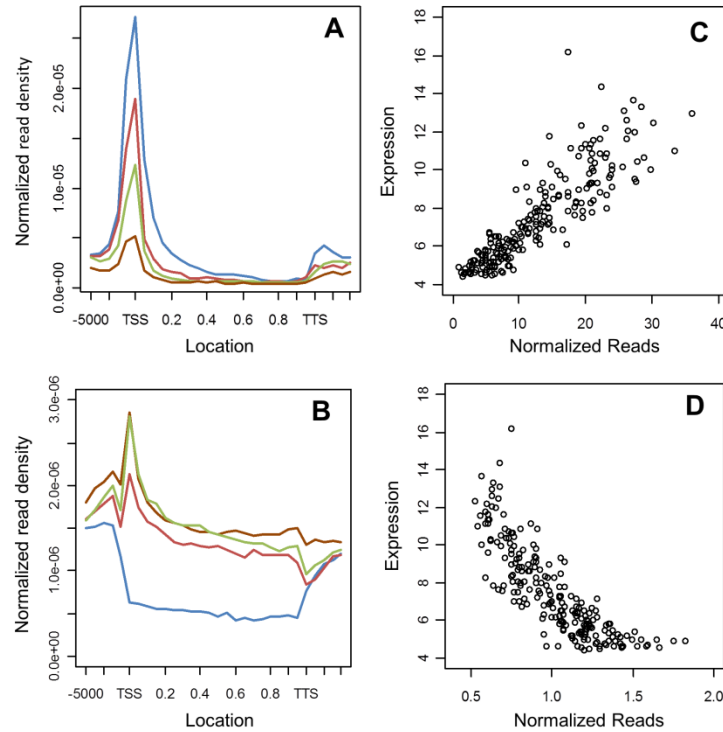 A
Normalized read density
0.0e+00 1.0e-05 2.0e-05
-5000 TSS 0.2 0.4 0.6 0.8 TTS
Location
C
Expression
18
16
14
12
10
8
6
4
0 10 20 30 40
Normalized Reads
B
Normalized read density
0.0e+00 1.0e-06 2.0e-06 3.0e-06
-5000 TSS 0.2 0.4 0.6 0.8 TTS
Location
D
Expression
18
16
14
12
10
8
6
4
0.5 1.0 1.5 2.0
Normalized Reads